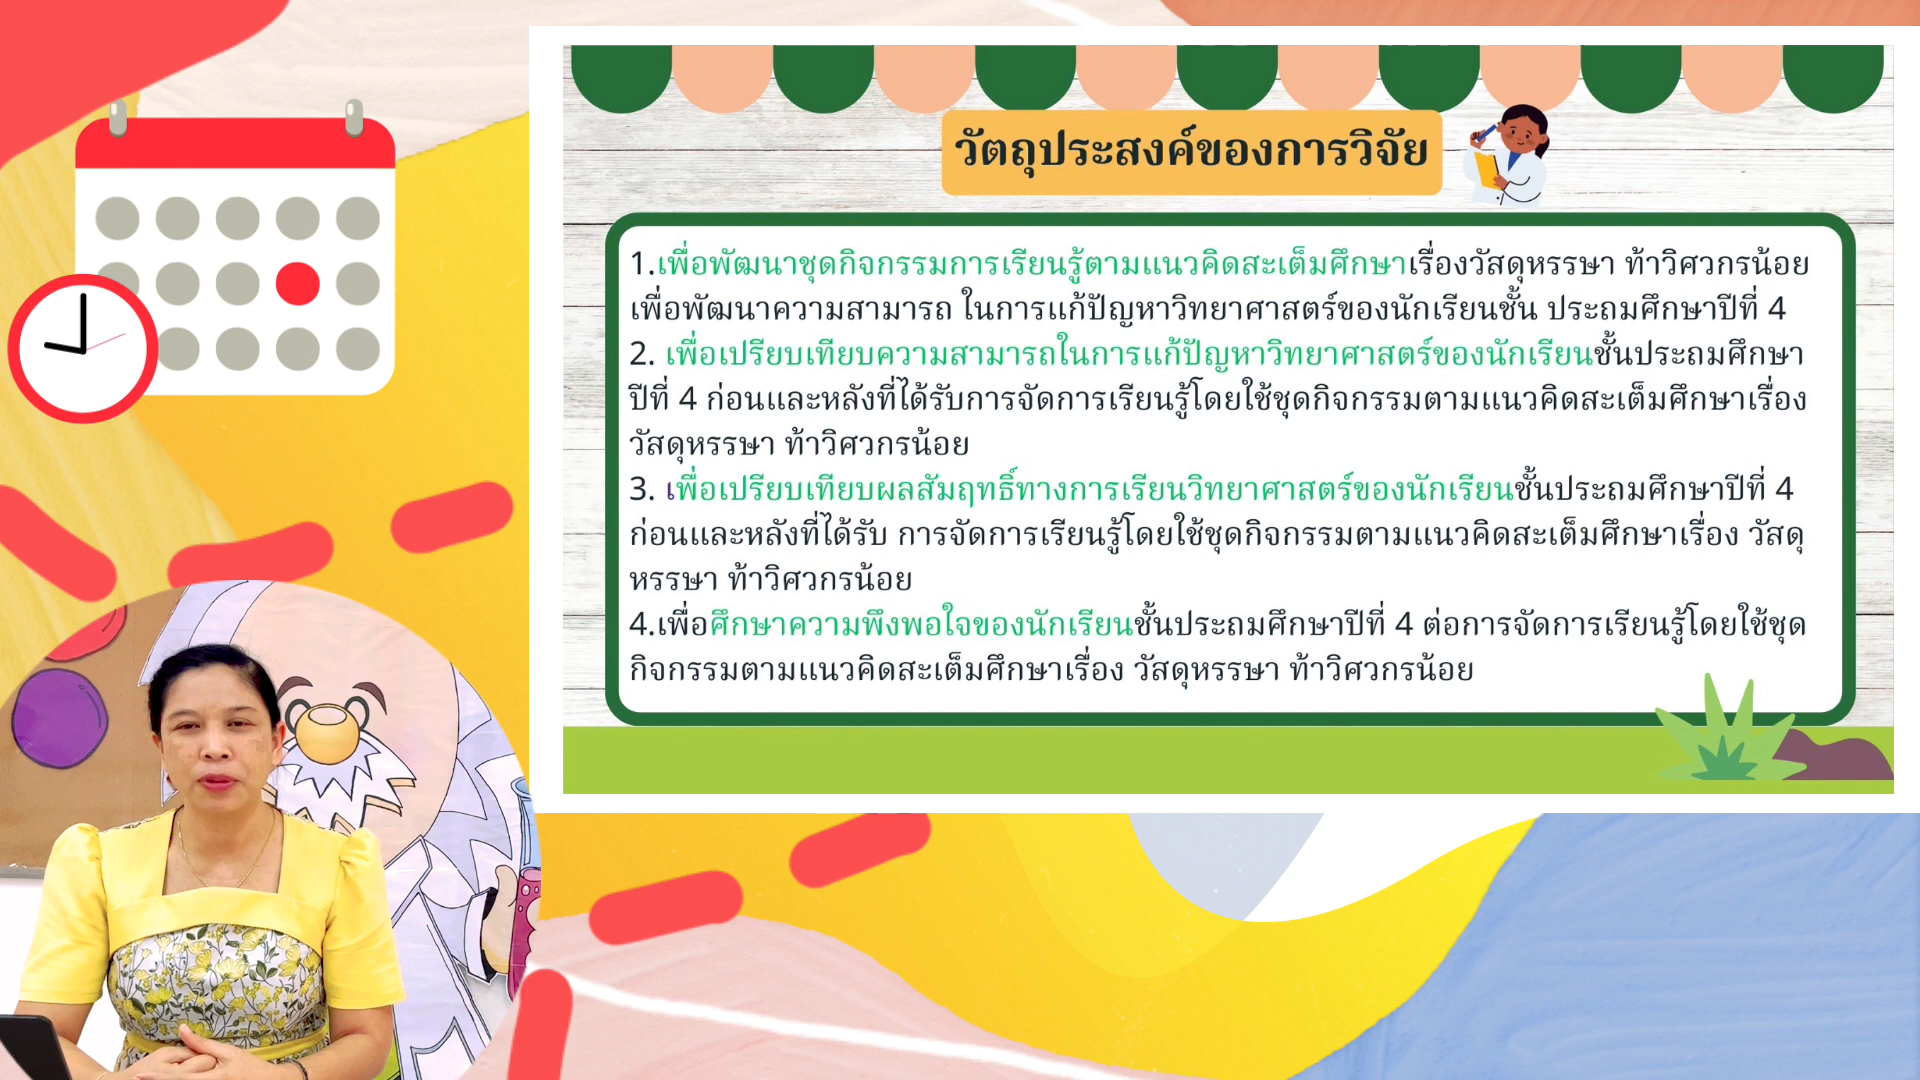 วัตถุประสงค์ของการวิจัย
1.เพื่อพัฒนาชุดกิจกรรมการเรียนรู้ตามแนวคิดสะเต็มศึกษาเรื่องวัสดุหรรษา ท้าวิศวกรน้อย
เพื่อพัฒนาความสามารถ ในการแก้ปัญหาวิทยาศาสตร์ของนักเรียนชั้น ประถมศึกษาปีที่ 4
2. เพื่อเปรียบเทียบความสามารถในการแก้ปัญหาวิทยาศาสตร์ของนักเรียนชั้นประถมศึกษา
ปีที่ 4 ก่อนและหลังที่ได้รับการจัดการเรียนรู้โดยใช้ชุดกิจกรรมตามแนวคิดสะเต็มศึกษาเรื่อง
วัสดุหรรษา ท้าวิศวกรน้อย
3. เพื่อเปรียบเทียบผลสัมฤทธิ์ทางการเรียนวิทยาศาสตร์ของนักเรียนชั้นประถมศึกษาปีที่ 4
ก่อนและหลังที่ได้รับ การจัดการเรียนรู้โดยใช้ชุดกิจกรรมตามแนวคิดสะเต็มศึกษาเรื่อง วัสดุ
หรรษา ท้าวิศวกรน้อย
4.เพื่อศึกษาความพึงพอใจของนักเรียนชั้นประถมศึกษาปีที่ 4 ต่อการจัดการเรียนรู้โดยใช้ชุด
กิจกรรมตามแนวคิดสะเต็มศึกษาเรื่อง วัสดุหรรษา ท้าวิศวกรน้อย